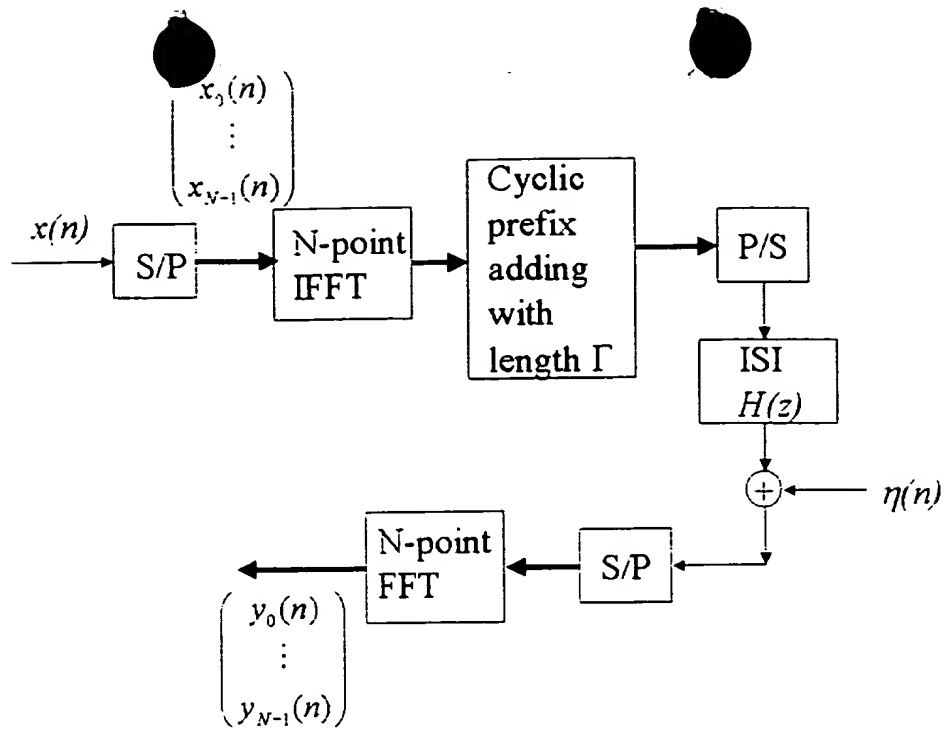 x₀(n)
⋮
x_{N-1}(n)
x(n)
S/P
N-point
IFFT
Cyclic
prefix
adding
with
length Γ
P/S
ISI
H(z)
+
η(n)
S/P
N-point
FFT
y₀(n)
⋮
y_{N-1}(n)